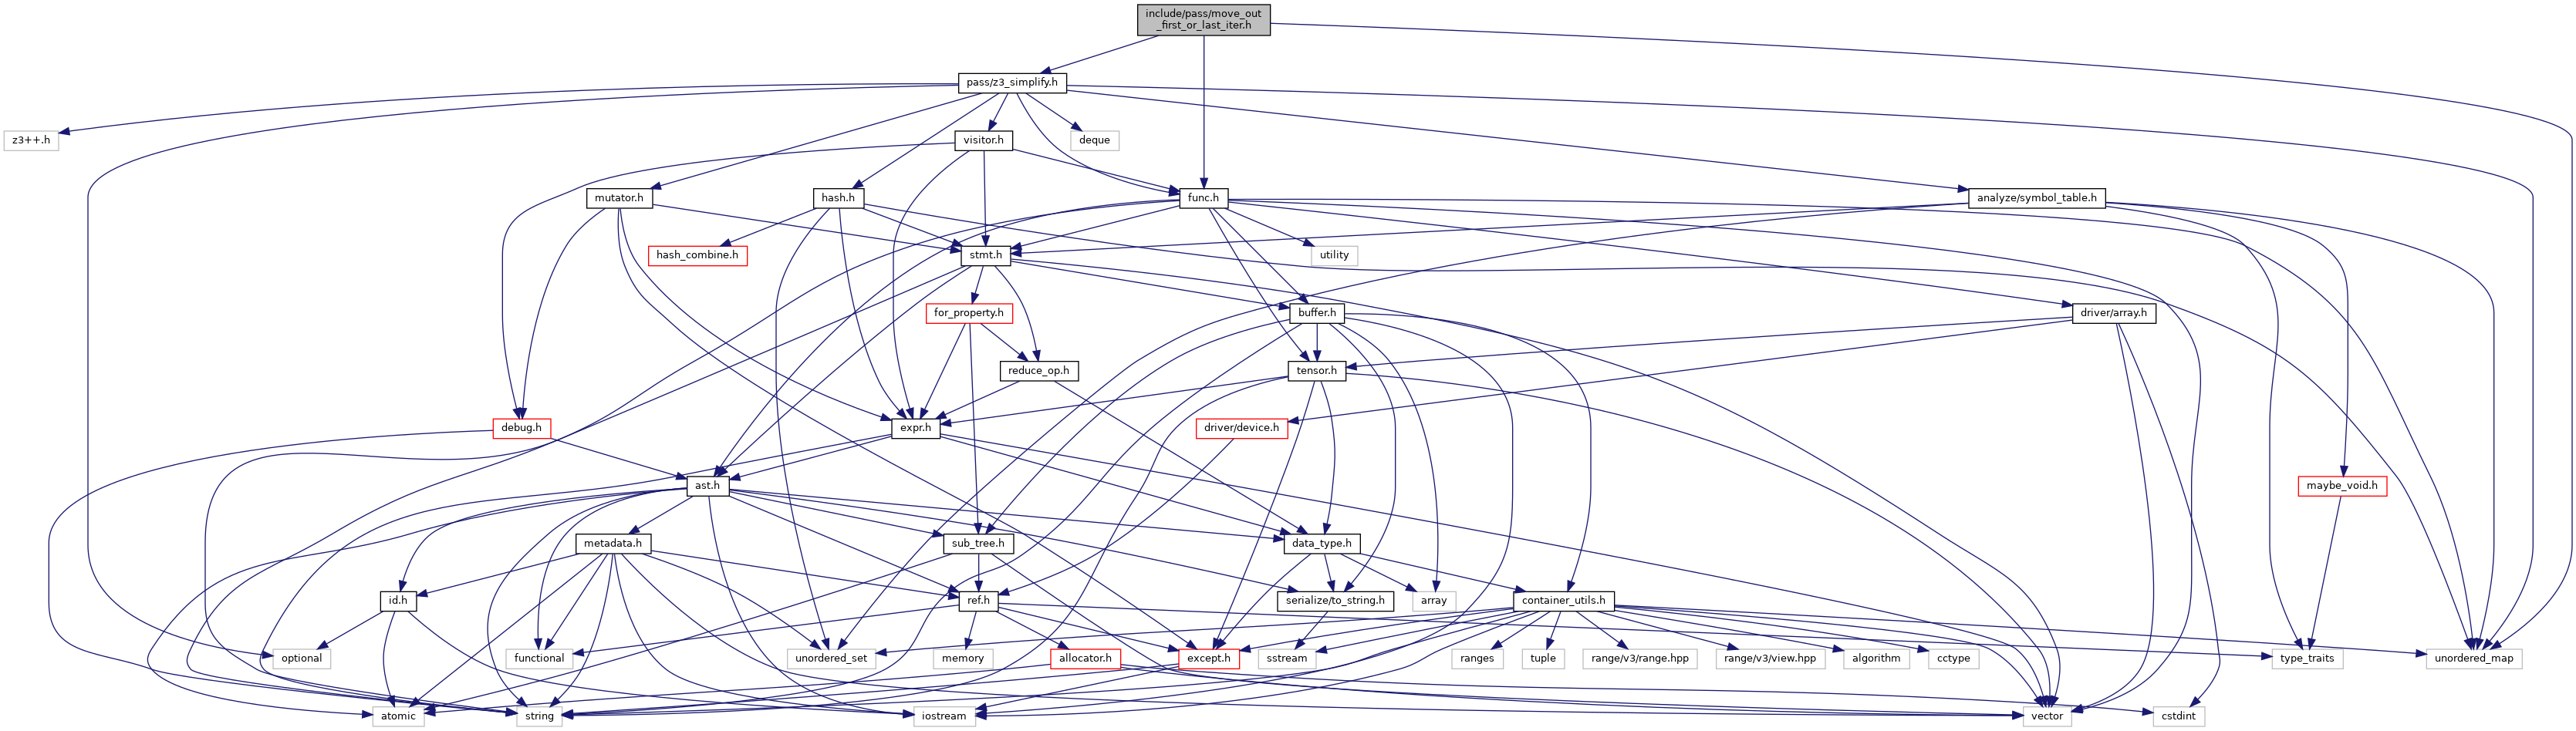 include/pass/move_out
_first_or_last_iter.h
pass/z3_simplify.h
z3++.h
visitor.h
deque
mutator.h
hash.h
func.h
analyze/symbol_table.h
hash_combine.h
stmt.h
utility
for_property.h
buffer.h
driver/array.h
reduce_op.h
tensor.h
debug.h
expr.h
driver/device.h
ast.h
maybe_void.h
metadata.h
sub_tree.h
data_type.h
id.h
ref.h
serialize/to_string.h
array
container_utils.h
optional
functional
unordered_set
memory
allocator.h
except.h
sstream
ranges
tuple
range/v3/range.hpp
range/v3/view.hpp
algorithm
cctype
type_traits
unordered_map
atomic
string
iostream
vector
cstdint